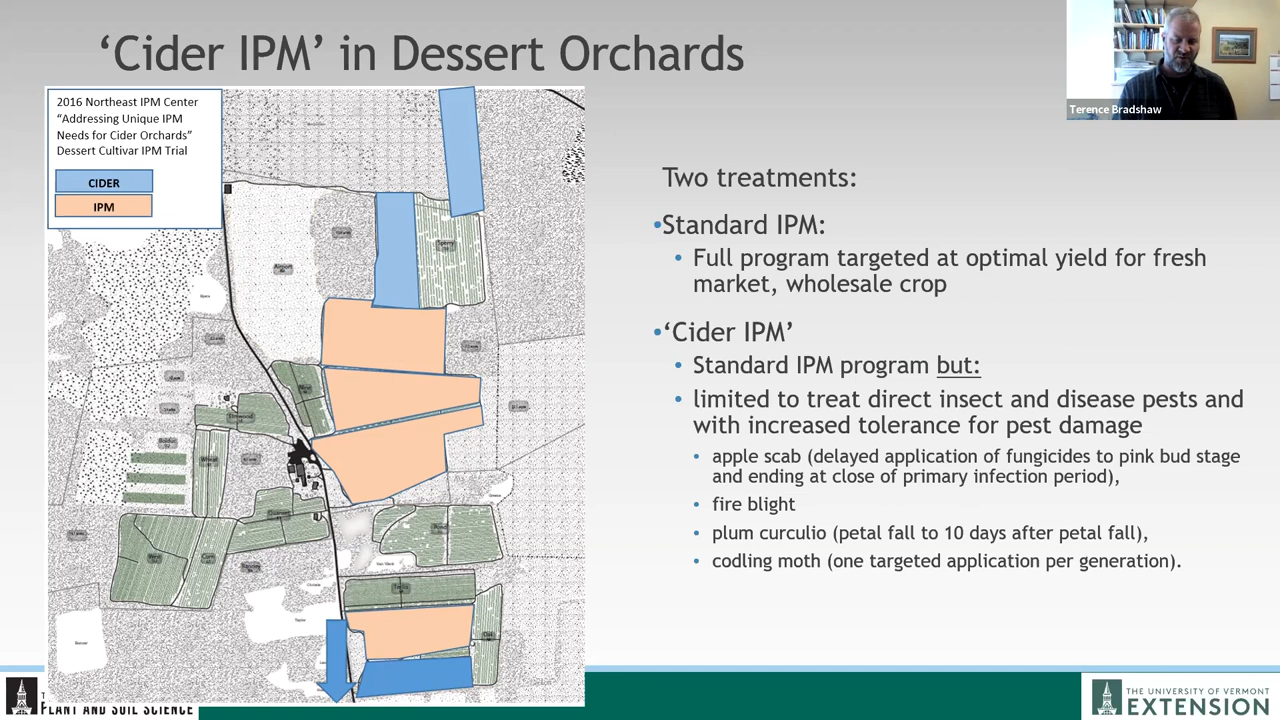 ‘Cider IPM’ in Dessert Orchards
Terence Bradshaw
2016 Northeast IPM Center
“Addressing Unique IPM
Needs for Cider Orchards”
Dessert Cultivar IPM Trial
CIDER
IPM
Two treatments:
•Standard IPM:
• Full program targeted at optimal yield for fresh
market, wholesale crop
•‘Cider IPM’
• Standard IPM program but:
• limited to treat direct insect and disease pests and
with increased tolerance for pest damage
• apple scab (delayed application of fungicides to pink bud stage
and ending at close of primary infection period),
• fire blight
• plum curculio (petal fall to 10 days after petal fall),
• codling moth (one targeted application per generation).
PLANT AND SOIL SCIENCE
THE UNIVERSITY OF VERMONT
EXTENSION